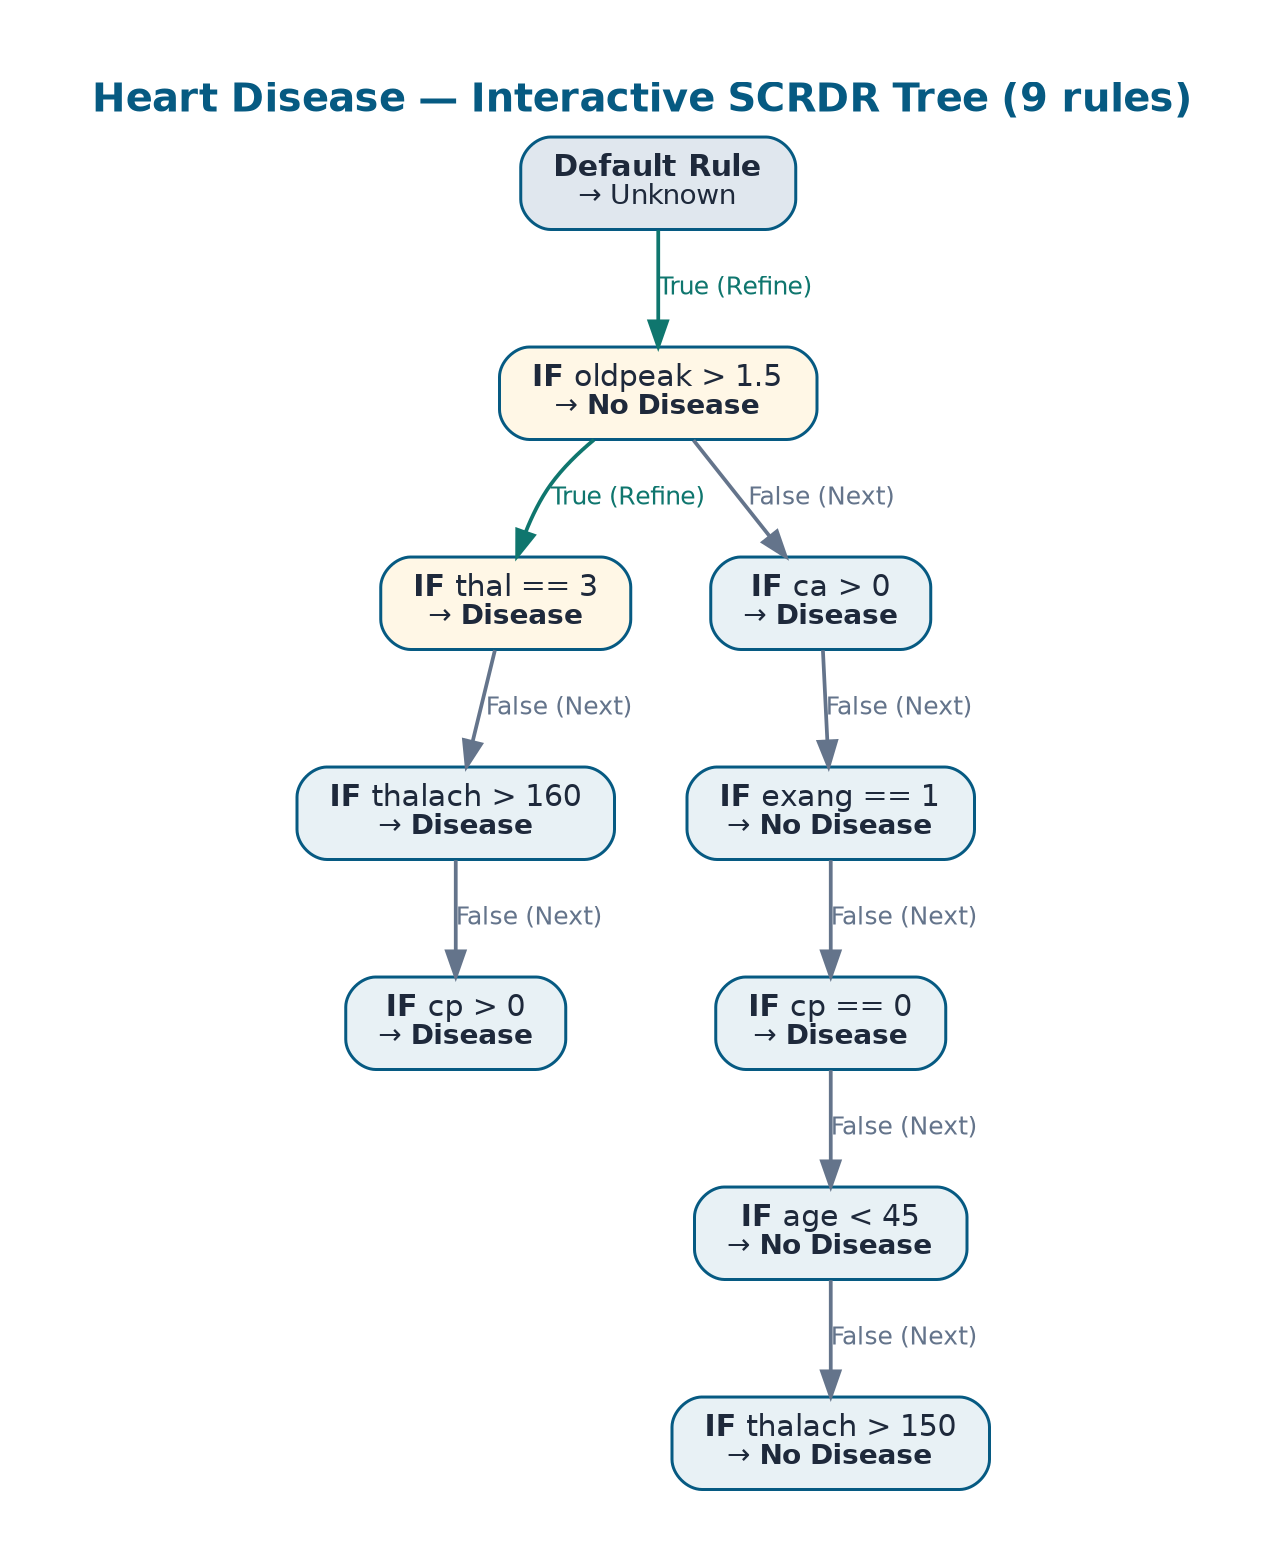 Heart Disease — Interactive SCRDR Tree (9 rules)
Default Rule
→ Unknown
True (Refine)
IF oldpeak > 1.5
→ No Disease
True (Refine)
False (Next)
IF thal == 3
→ Disease
IF ca > 0
→ Disease
False (Next)
False (Next)
IF thalach > 160
→ Disease
IF exang == 1
→ No Disease
False (Next)
False (Next)
IF cp > 0
→ Disease
IF cp == 0
→ Disease
False (Next)
IF age < 45
→ No Disease
False (Next)
IF thalach > 150
→ No Disease